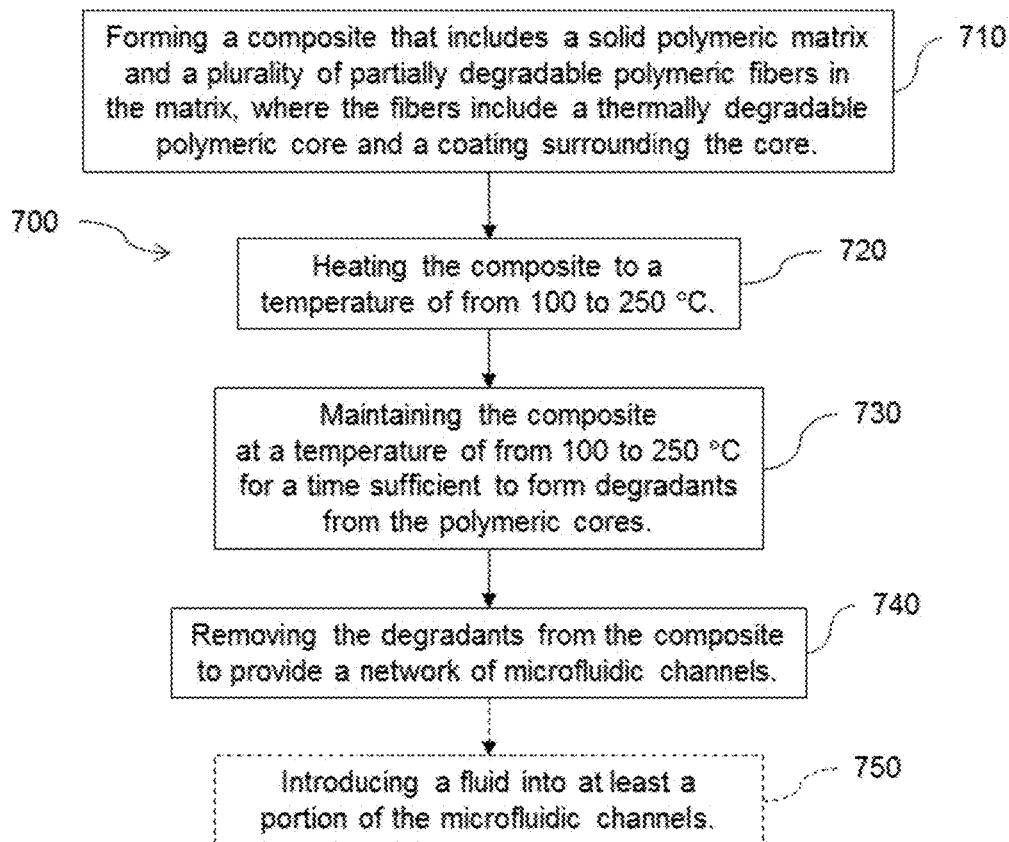 Forming a composite that includes a solid polymeric matrix
and a plurality of partially degradable polymeric fibers in
the matrix, where the fibers include a thermally degradable
polymeric core and a coating surrounding the core.
710
700
Heating the composite to a
temperature of from 100 to 250 °C.
720
Maintaining the composite
at a temperature of from 100 to 250 °C
for a time sufficient to form degradants
from the polymeric cores.
730
Removing the degradants from the composite
to provide a network of microfluidic channels.
740
Introducing a fluid into at least a
portion of the microfluidic channels.
750